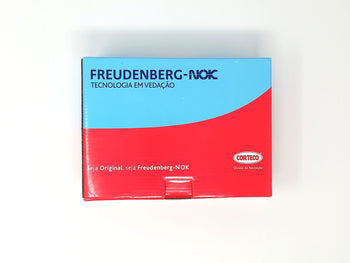 FREUDENBERG-NOK
TECNOLOGIA EM VEDAÇÃO
CORTECO
Seja Original, seja Freudenberg-NOK